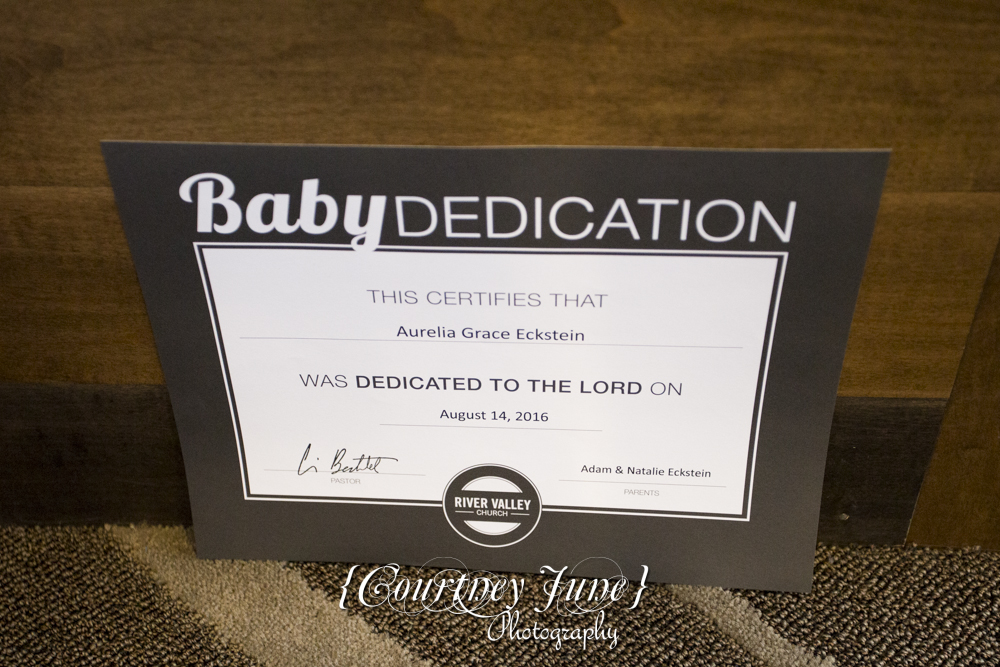 Baby DEDICATION
THIS CERTIFIES THAT
Aurelia Grace Eckstein
WAS DEDICATED TO THE LORD ON
August 14, 2016
Adam & Natalie Eckstein
PASTOR
PARENTS
RIVER VALLEY
CHURCH
{Courtney June}
Photography